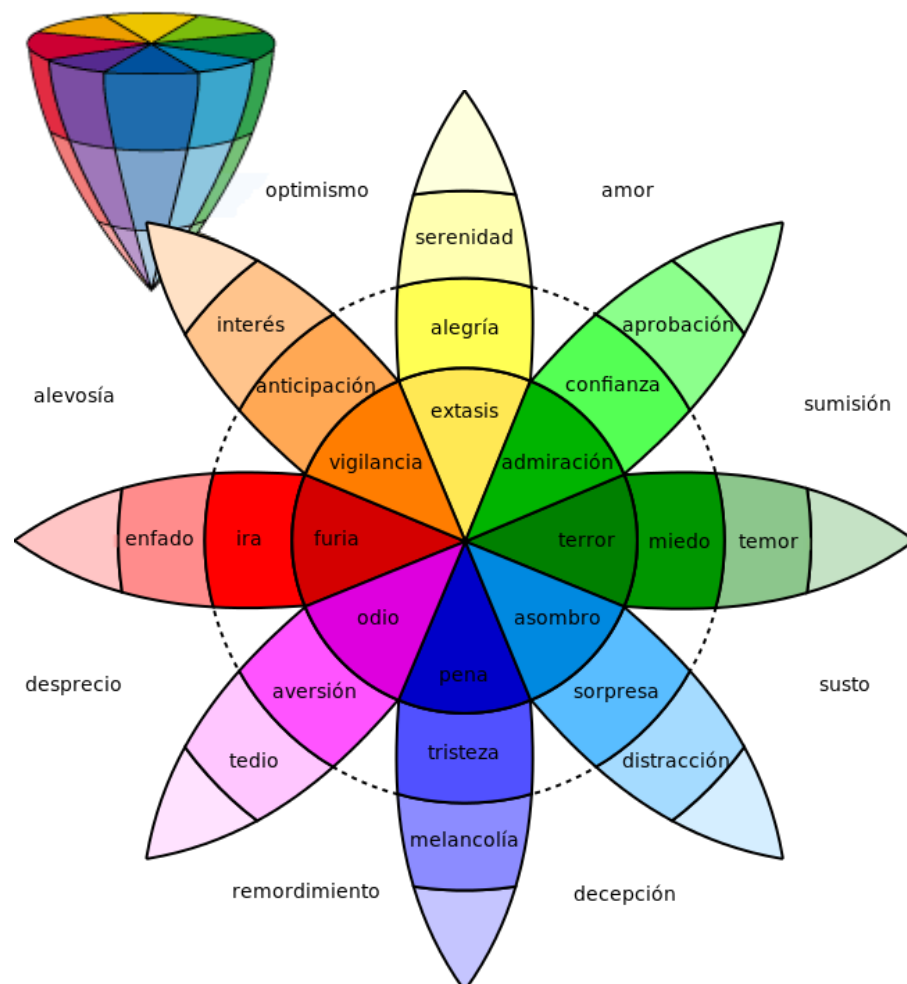 optimismo
amor
serenidad
interés
aprobación
alegría
anticipación
confianza
alevosía
extasis
sumisión
vigilancia
admiración
enfado
ira
furia
terror
miedo
temor
odio
asombro
desprecio
pena
aversión
sorpresa
susto
tristeza
tedio
distracción
melancolía
remordimiento
decepción